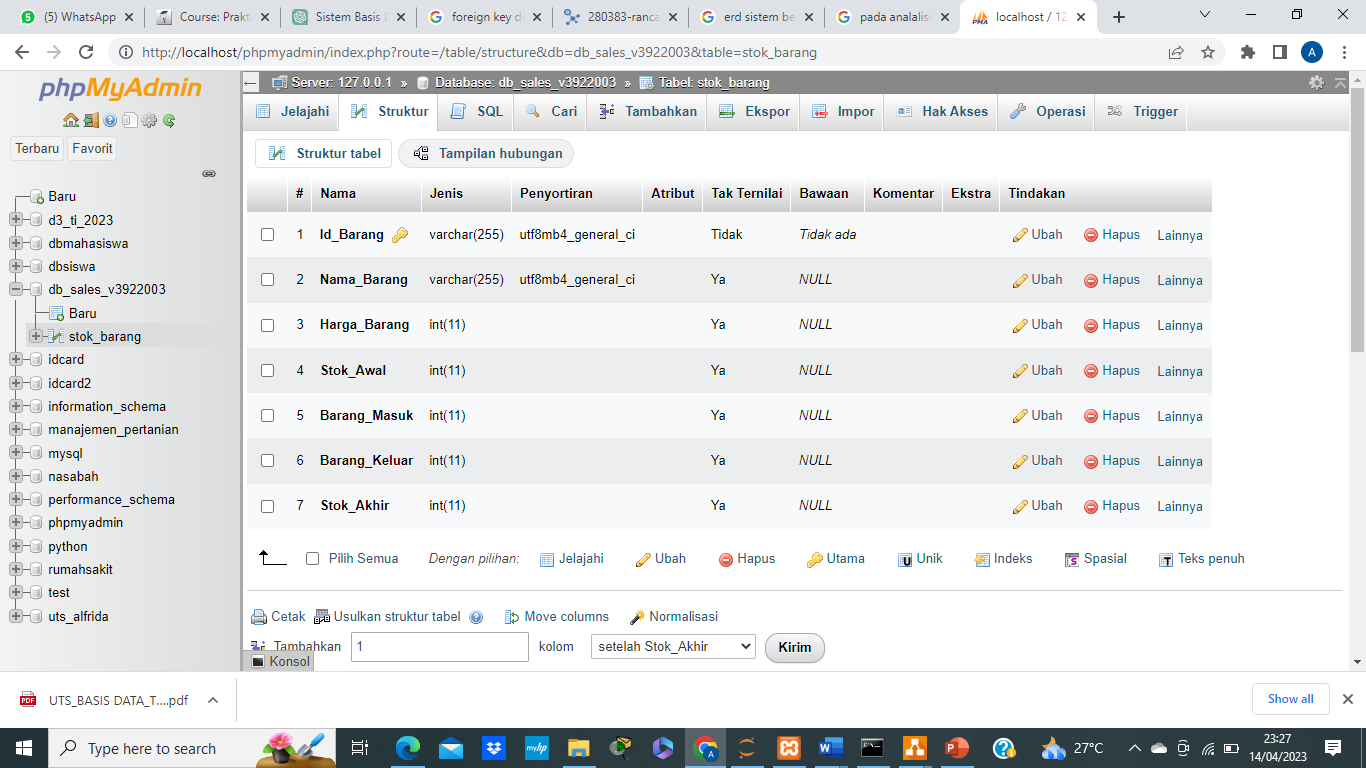 (5) WhatsApp
Course: Prakt
Sistem Basis D
foreign key d
280383-ranca
erd sistem be
pada analalisi
localhost / 12
http://localhost/phpmyadmin/index.php?route=/table/structure&db=db_sales_v3922003&table=stok_barang
A
phpMyAdmin
Terbaru Favorit
Baru
d3_ti_2023
dbmahasiswa
dbsiswa
db_sales_v3922003
Baru
stok_barang
idcard
idcard2
information_schema
manajemen_pertanian
mysql
nasabah
performance_schema
phpmyadmin
python
rumahsakit
test
uts_alfrida
Server: 127.0.0.1 » Database: db_sales_v3922003 » Tabel: stok_barang
Jelajahi Struktur SQL Cari Tambahkan Ekspor Impor Hak Akses Operasi Trigger
Struktur tabel Tampilan hubungan
# Nama Jenis Penyortiran Atribut Tak Ternilai Bawaan Komentar Ekstra Tindakan
1 Id_Barang varchar(255) utf8mb4_general_ci Tidak Tidak ada Ubah Hapus Lainnya
2 Nama_Barang varchar(255) utf8mb4_general_ci Ya NULL Ubah Hapus Lainnya
3 Harga_Barang int(11) Ya NULL Ubah Hapus Lainnya
4 Stok_Awal int(11) Ya NULL Ubah Hapus Lainnya
5 Barang_Masuk int(11) Ya NULL Ubah Hapus Lainnya
6 Barang_Keluar int(11) Ya NULL Ubah Hapus Lainnya
7 Stok_Akhir int(11) Ya NULL Ubah Hapus Lainnya
Pilih Semua Dengan pilihan: Jelajahi Ubah Hapus Utama Unik Indeks Spasial Teks penuh
Cetak Usulkan struktur tabel Move columns Normalisasi
Tambahkan 1 kolom setelah Stok_Akhir Kirim
Konsol
UTS_BASIS DATA_T....pdf
Show all
Type here to search
27°C
23:27
14/04/2023